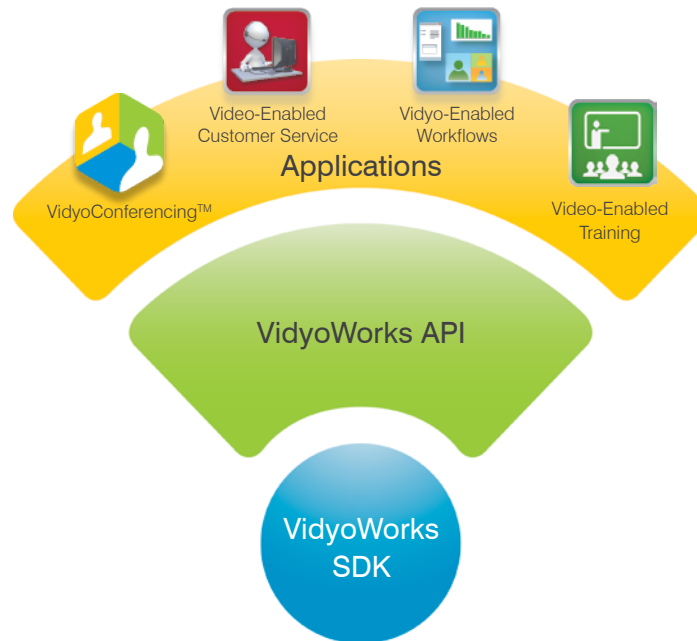 Video-Enabled
Customer Service
Vidyo-Enabled
Workflows
Applications
VidyoConferencing™
Video-Enabled
Training
VidyoWorks API
VidyoWorks
SDK